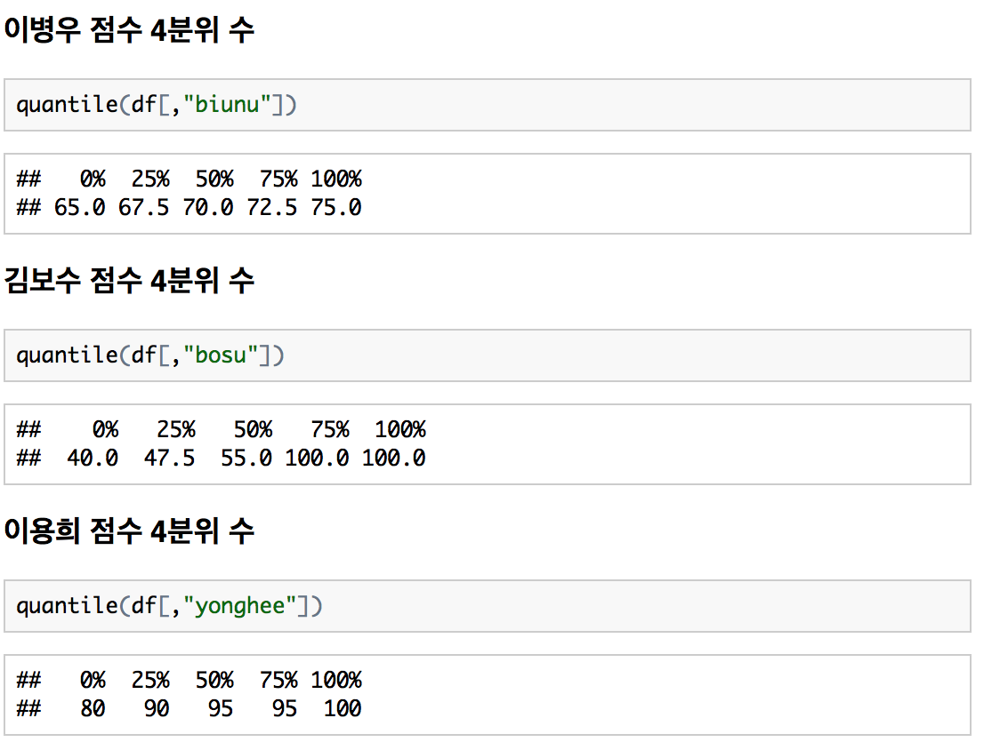 이병우 점수 4분위 수
quantile(df[,"biunu"])
##   0%  25%  50%  75% 100%
## 65.0 67.5 70.0 72.5 75.0
김보수 점수 4분위 수
quantile(df[,"bosu"])
##    0%   25%   50%   75%  100%
##  40.0  47.5  55.0 100.0 100.0
이용희 점수 4분위 수
quantile(df[,"yonghee"])
##   0%  25%  50%  75% 100%
##   80   90   95   95  100